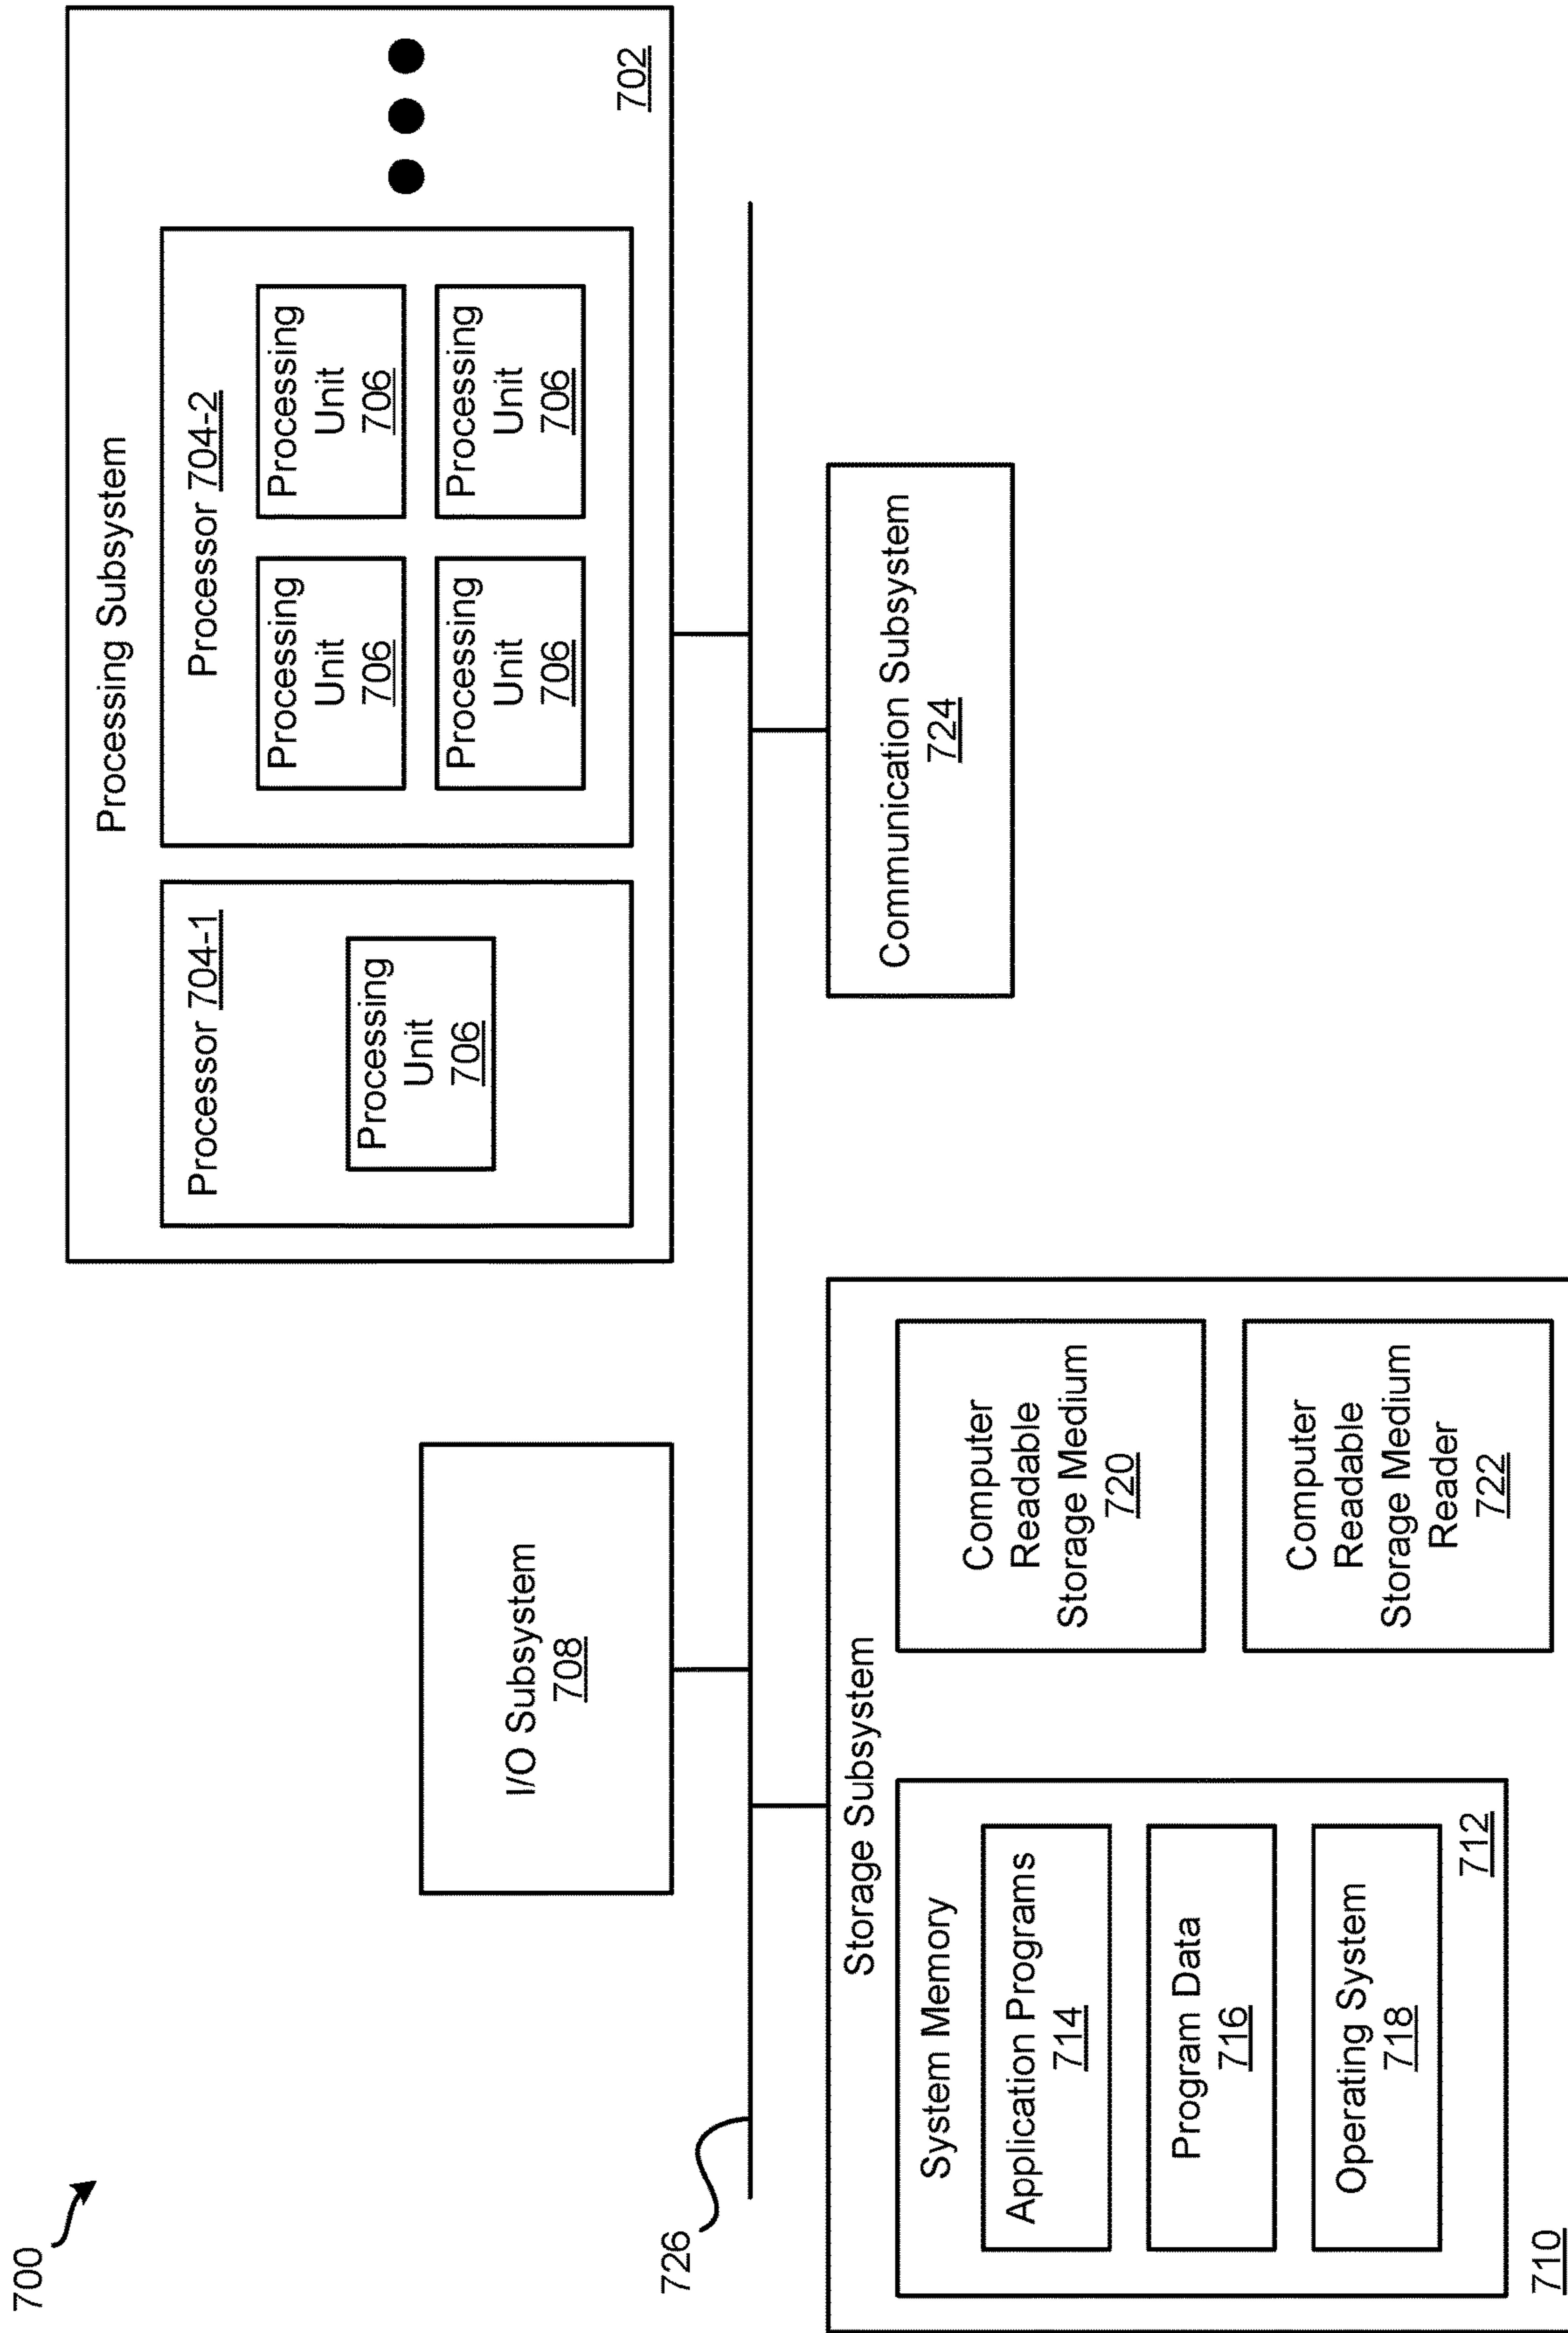 700
Processing Subsystem
Processor 704-1
Processing
Unit
706
Processor 704-2
Processing
Unit
706
Processing
Unit
706
Processing
Unit
706
Processing
Unit
706
702
I/O Subsystem
708
726
Storage Subsystem
System Memory
Application Programs
714
Program Data
716
Operating System
718
712
Computer
Readable
Storage Medium
720
Computer
Readable
Storage Medium
Reader
722
710
Communication Subsystem
724